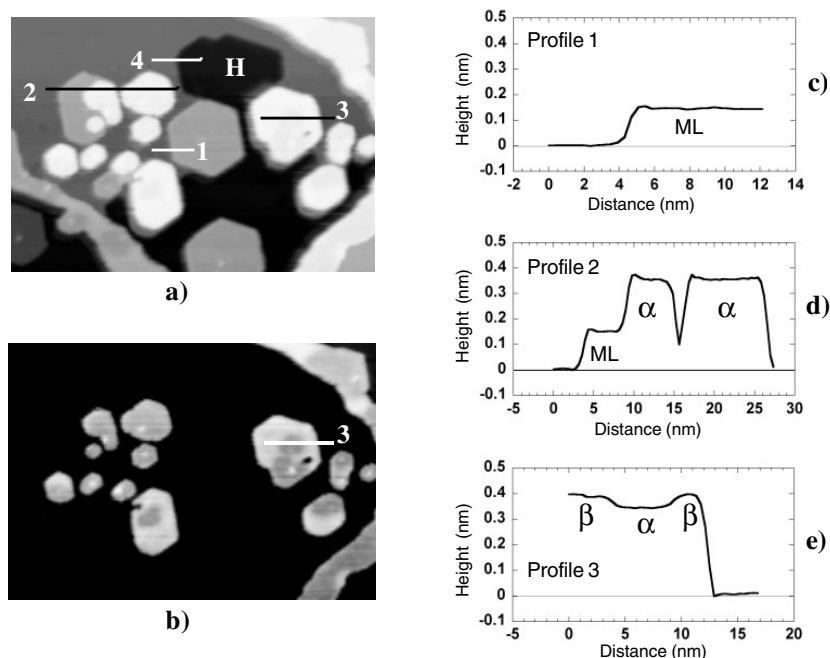 4
H
2
3
1
a)
3
b)
Profile 1
ML
Height (nm)
0.5
0.4
0.3
0.2
0.1
0
-0.1
-2 0 2 4 6 8 10 12 14
Distance (nm)
c)
Profile 2
ML
α
α
Height (nm)
0.5
0.4
0.3
0.2
0.1
0
-0.1
-5 0 5 10 15 20 25 30
Distance (nm)
d)
Profile 3
β
α
β
Height (nm)
0.5
0.4
0.3
0.2
0.1
0
-0.1
-5 0 5 10 15 20
Distance (nm)
e)